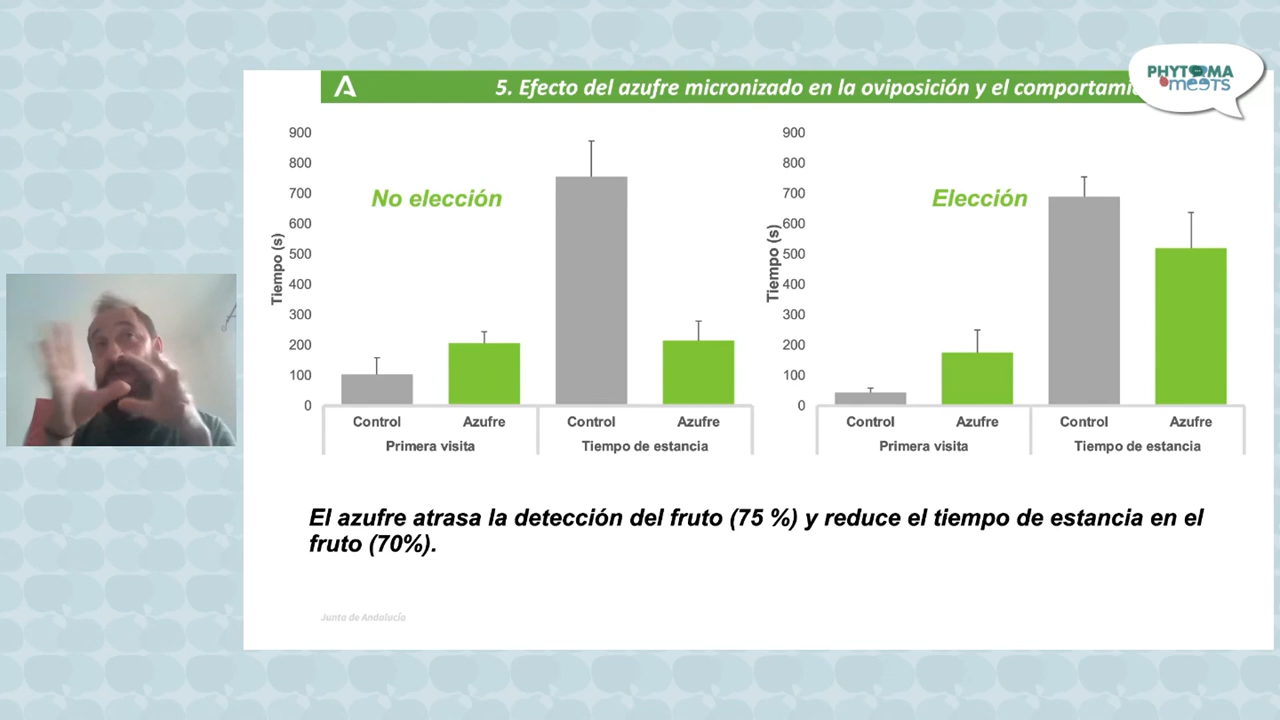 5. Efecto del azufre micronizado en la oviposición y el
PHYTOMA
meets
900
800
700
600
500
400
300
200
100
0
Tiempo (s)
No elección
Control
Azufre
Control
Azufre
Primera visita
Tiempo de estancia
900
800
700
600
500
400
300
200
100
0
Tiempo (s)
Elección
Control
Azufre
Control
Azufre
Primera visita
Tiempo de estancia
El azufre atrasa la detección del fruto (75 %) y reduce el tiempo de estancia en el
fruto (70%).
Junta de Andalucía